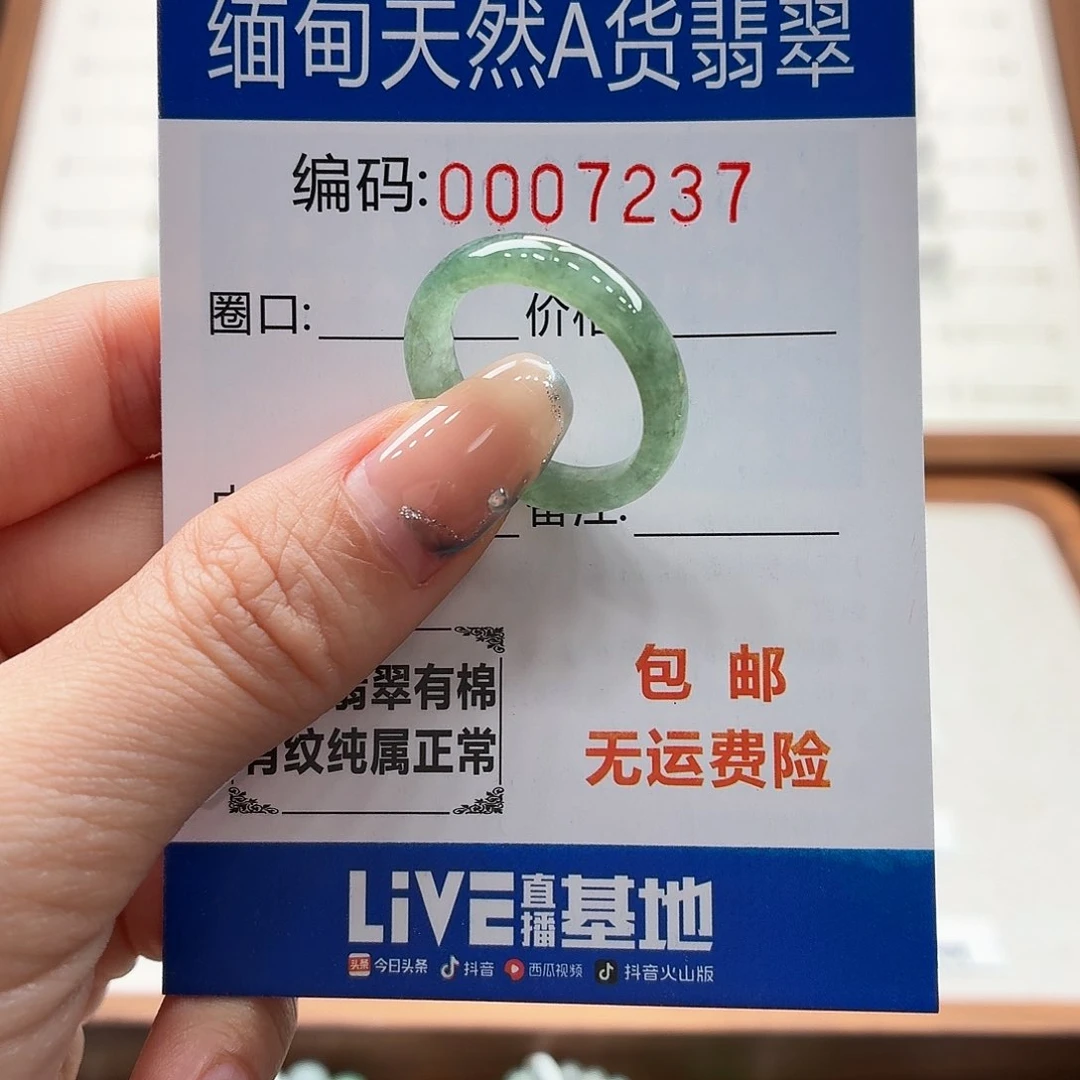 缅甸天然A货翡翠
编码:0007237
圈口: 价格
备注:
翡翠有棉
有纹纯属正常
包 邮
无运费险
LiVE直播基地
今日头条 抖音 西瓜视频 抖音火山版